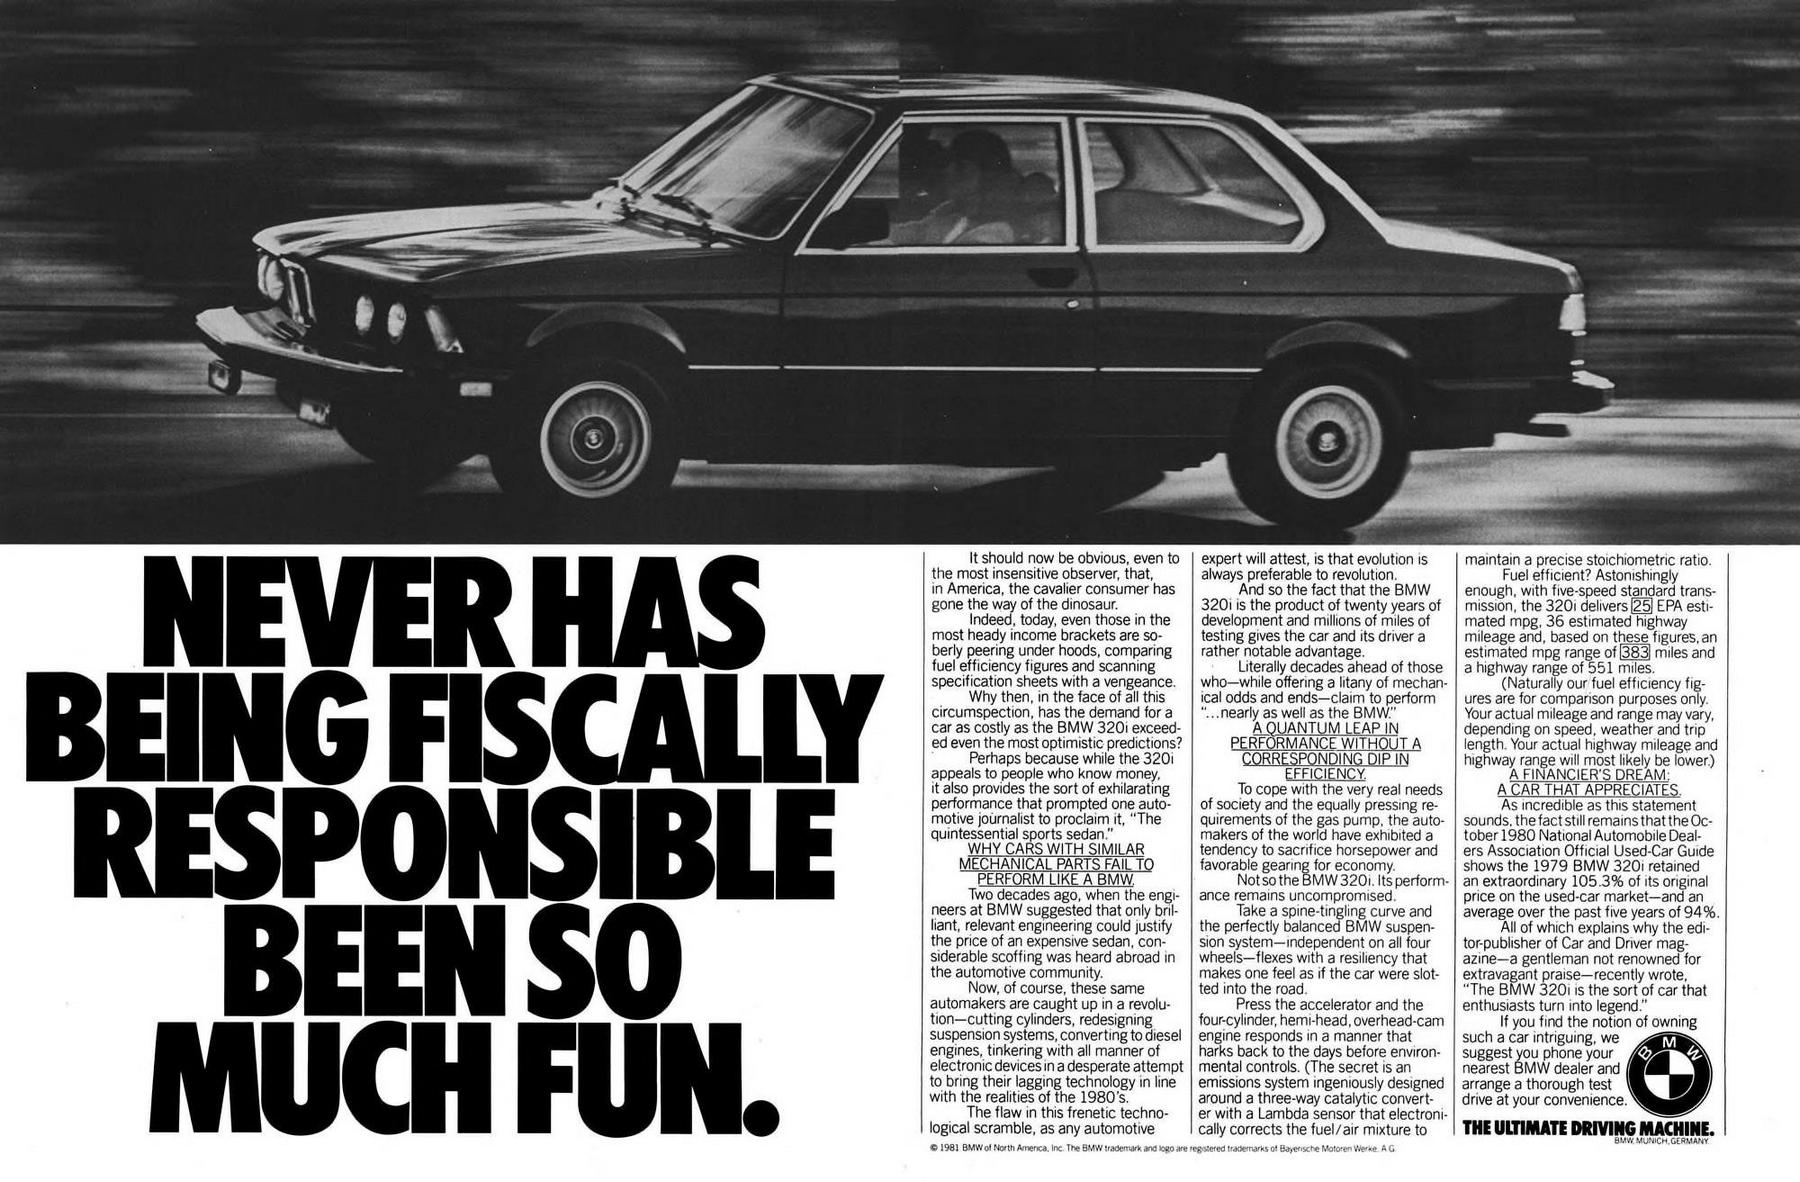 NEVER HAS
BEING FISCALLY
RESPONSIBLE
BEEN SO
MUCH FUN.
It should now be obvious, even to
the most insensitive observer, that,
in America, the cavalier consumer has
gone the way of the dinosaur.
Indeed, today, even those in the
most heady income brackets are so-
berly peering under hoods, comparing
fuel efficiency figures and scanning
specification sheets with a vengeance.
Why then, in the face of all this
circumspection, has the demand for a
car as costly as the BMW 320i exceed-
ed even the most optimistic predictions?
Perhaps because while the 320i
appeals to people who know money,
it also provides the sort of exhilarating
performance that prompted one auto-
motive journalist to proclaim it, “The
quintessential sports sedan.”
WHY CARS WITH SIMILAR
MECHANICAL PARTS FAIL TO
PERFORM LIKE A BMW.
Two decades ago, when the engi-
neers at BMW suggested that only bril-
liant, relevant engineering could justify
the price of an expensive sedan, con-
siderable scoffing was heard abroad in
the automotive community.
Now, of course, these same
automakers are caught up in a revolu-
tion—cutting cylinders, redesigning
suspension systems, converting to diesel
engines, tinkering with all manner of
electronic devices in a desperate attempt
to bring their lagging technology in line
with the realities of the 1980's.
The flaw in this frenetic techno-
logical scramble, as any automotive
expert will attest, is that evolution is
always preferable to revolution.
And so the fact that the BMW
320i is the product of twenty years of
development and millions of miles of
testing gives the car and its driver a
rather notable advantage.
Literally decades ahead of those
who—while offering a litany of mechan-
ical odds and ends—claim to perform
“...nearly as well as the BMW.”
A QUANTUM LEAP IN
PERFORMANCE WITHOUT A
CORRESPONDING DIP IN
EFFICIENCY.
To cope with the very real needs
of society and the equally pressing re-
quirements of the gas pump, the auto-
makers of the world have exhibited a
tendency to sacrifice horsepower and
favorable gearing for economy.
Not so the BMW 320i. Its perform-
ance remains uncompromised.
Take a spine-tingling curve and
the perfectly balanced BMW suspen-
sion system—independent on all four
wheels—flexes with a resiliency that
makes one feel as if the car were slot-
ted into the road.
Press the accelerator and the
four-cylinder, hemi-head, overhead-cam
engine responds in a manner that
harks back to the days before environ-
mental controls. (The secret is an
emissions system ingeniously designed
around a three-way catalytic convert-
er with a Lambda sensor that electroni-
cally corrects the fuel/air mixture to
maintain a precise stoichiometric ratio.
Fuel efficient? Astonishingly
enough, with five-speed standard trans-
mission, the 320i delivers 25 EPA esti-
mated mpg, 36 estimated highway
mileage and, based on these figures, an
estimated mpg range of 383 miles and
a highway range of 551 miles.
(Naturally our fuel efficiency fig-
ures are for comparison purposes only.
Your actual mileage and range may vary,
depending on speed, weather and trip
length. Your actual highway mileage and
highway range will most likely be lower.)
A FINANCIER'S DREAM:
A CAR THAT APPRECIATES.
As incredible as this statement
sounds, the fact still remains that the Oc-
tober 1980 National Automobile Deal-
ers Association Official Used-Car Guide
shows the 1979 BMW 320i retained
an extraordinary 105.3% of its original
price on the used-car market—and an
average over the past five years of 94%.
All of which explains why the edi-
tor-publisher of Car and Driver mag-
azine—a gentleman not renowned for
extravagant praise—recently wrote,
“The BMW 320i is the sort of car that
enthusiasts turn into legend.”
If you find the notion of owning
such a car intriguing, we
suggest you phone your
nearest BMW dealer and
arrange a thorough test
drive at your convenience.
BMW
THE ULTIMATE DRIVING MACHINE.
BMW, MUNICH, GERMANY.
© 1981 BMW of North America, Inc. The BMW trademark and logo are registered trademarks of Bayerische Motoren Werke, A.G.